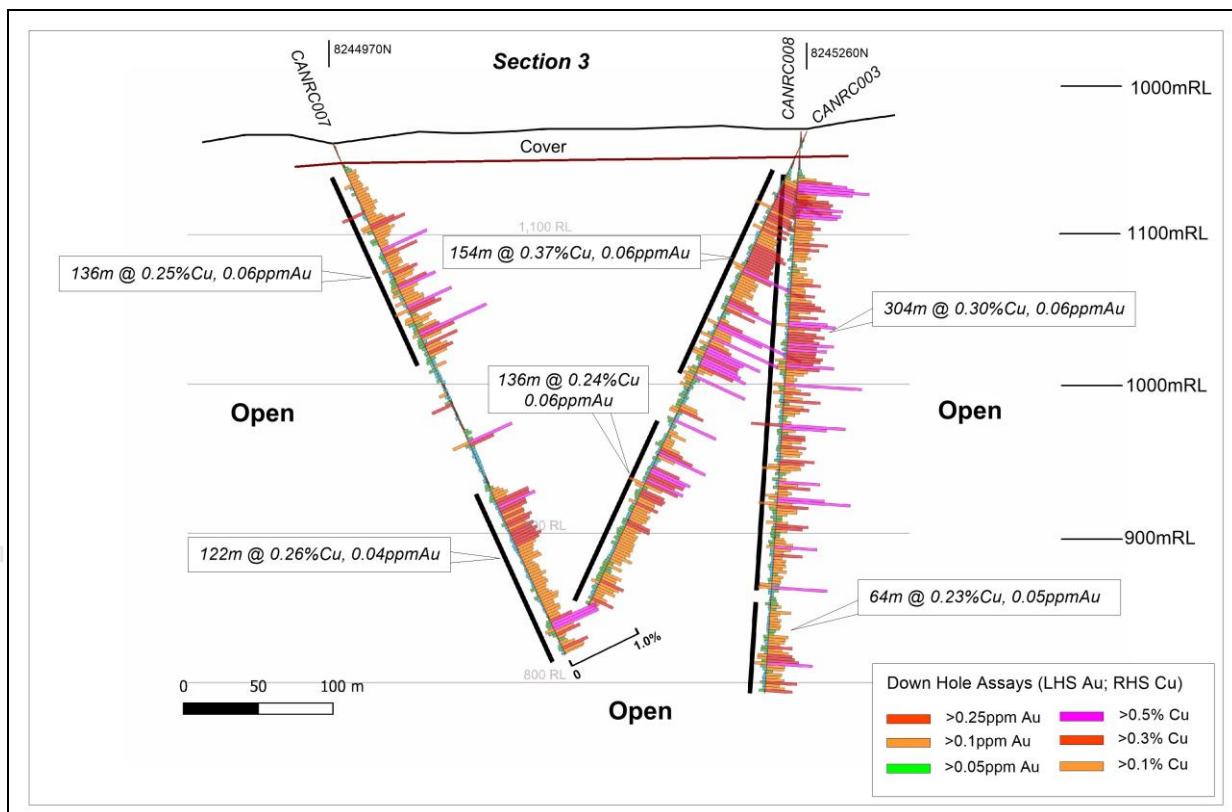 8244970N
Section 3
CANRC007
CANRC008
8245260N
CANRC003
1000mRL
Cover
1,100 RL
1100mRL
136m @ 0.25%Cu, 0.06ppmAu
154m @ 0.37%Cu, 0.06ppmAu
304m @ 0.30%Cu, 0.06ppmAu
136m @ 0.24%Cu
0.06ppmAu
1000mRL
Open
Open
RL
900mRL
122m @ 0.26%Cu, 0.04ppmAu
64m @ 0.23%Cu, 0.05ppmAu
1.0%
0
800 RL
0 50 100 m
Open
Down Hole Assays (LHS Au; RHS Cu)
>0.25ppm Au >0.5% Cu
>0.1ppm Au >0.3% Cu
>0.05ppm Au >0.1% Cu